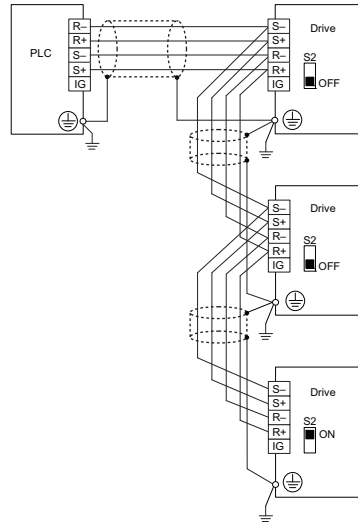 PLC
R–
R+
S–
S+
IG
S–
S+
R–
R+
IG
Drive
S2
OFF
S–
S+
R–
R+
IG
Drive
S2
OFF
S–
S+
R–
R+
IG
Drive
S2
ON